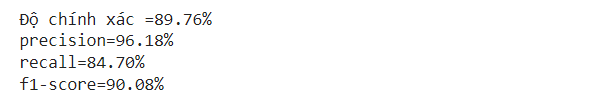 Độ chính xác =89.76%
precision=96.18%
recall=84.70%
f1-score=90.08%